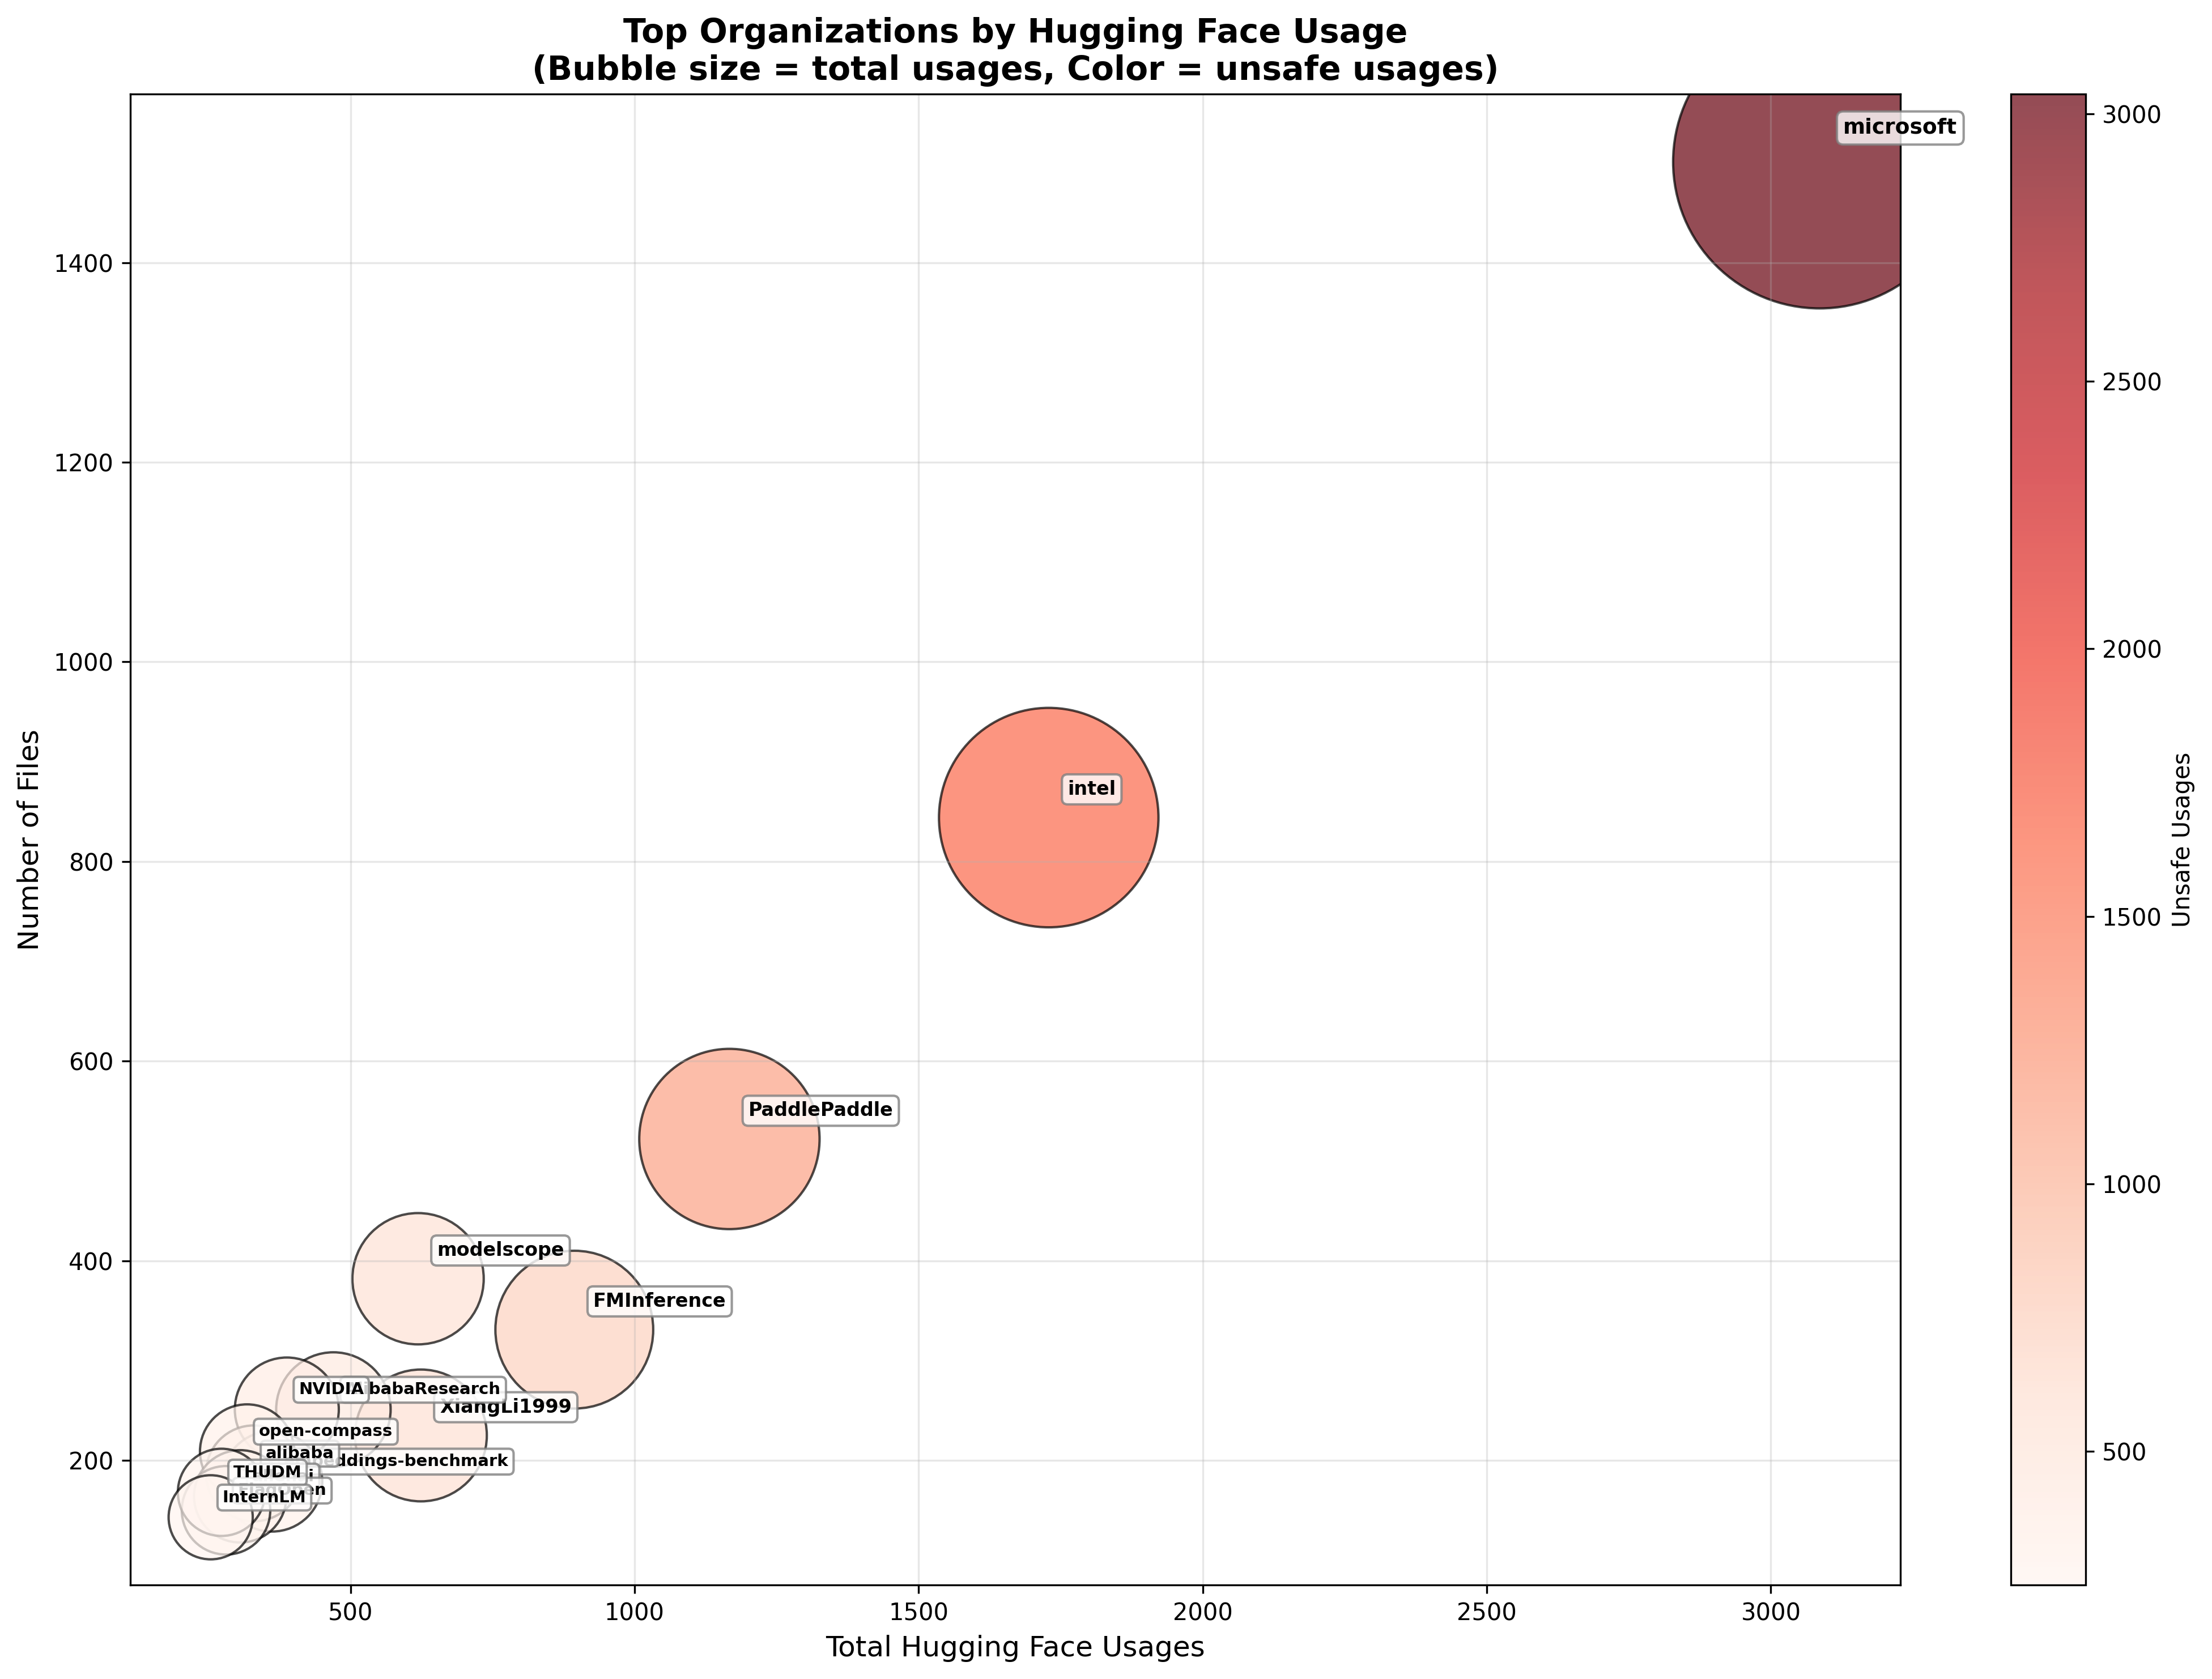 Top Organizations by Hugging Face Usage
(Bubble size = total usages, Color = unsafe usages)
microsoft
intel
PaddlePaddle
modelscope
FMInference
NVIDIA
babaResearch
XiangLi1999
open-compass
alibaba
ddings-benchmark
THUDM
InternLM
1400
1200
1000
800
600
400
200
Number of Files
500
1000
1500
2000
2500
3000
Total Hugging Face Usages
3000
2500
2000
1500
1000
500
Unsafe Usages